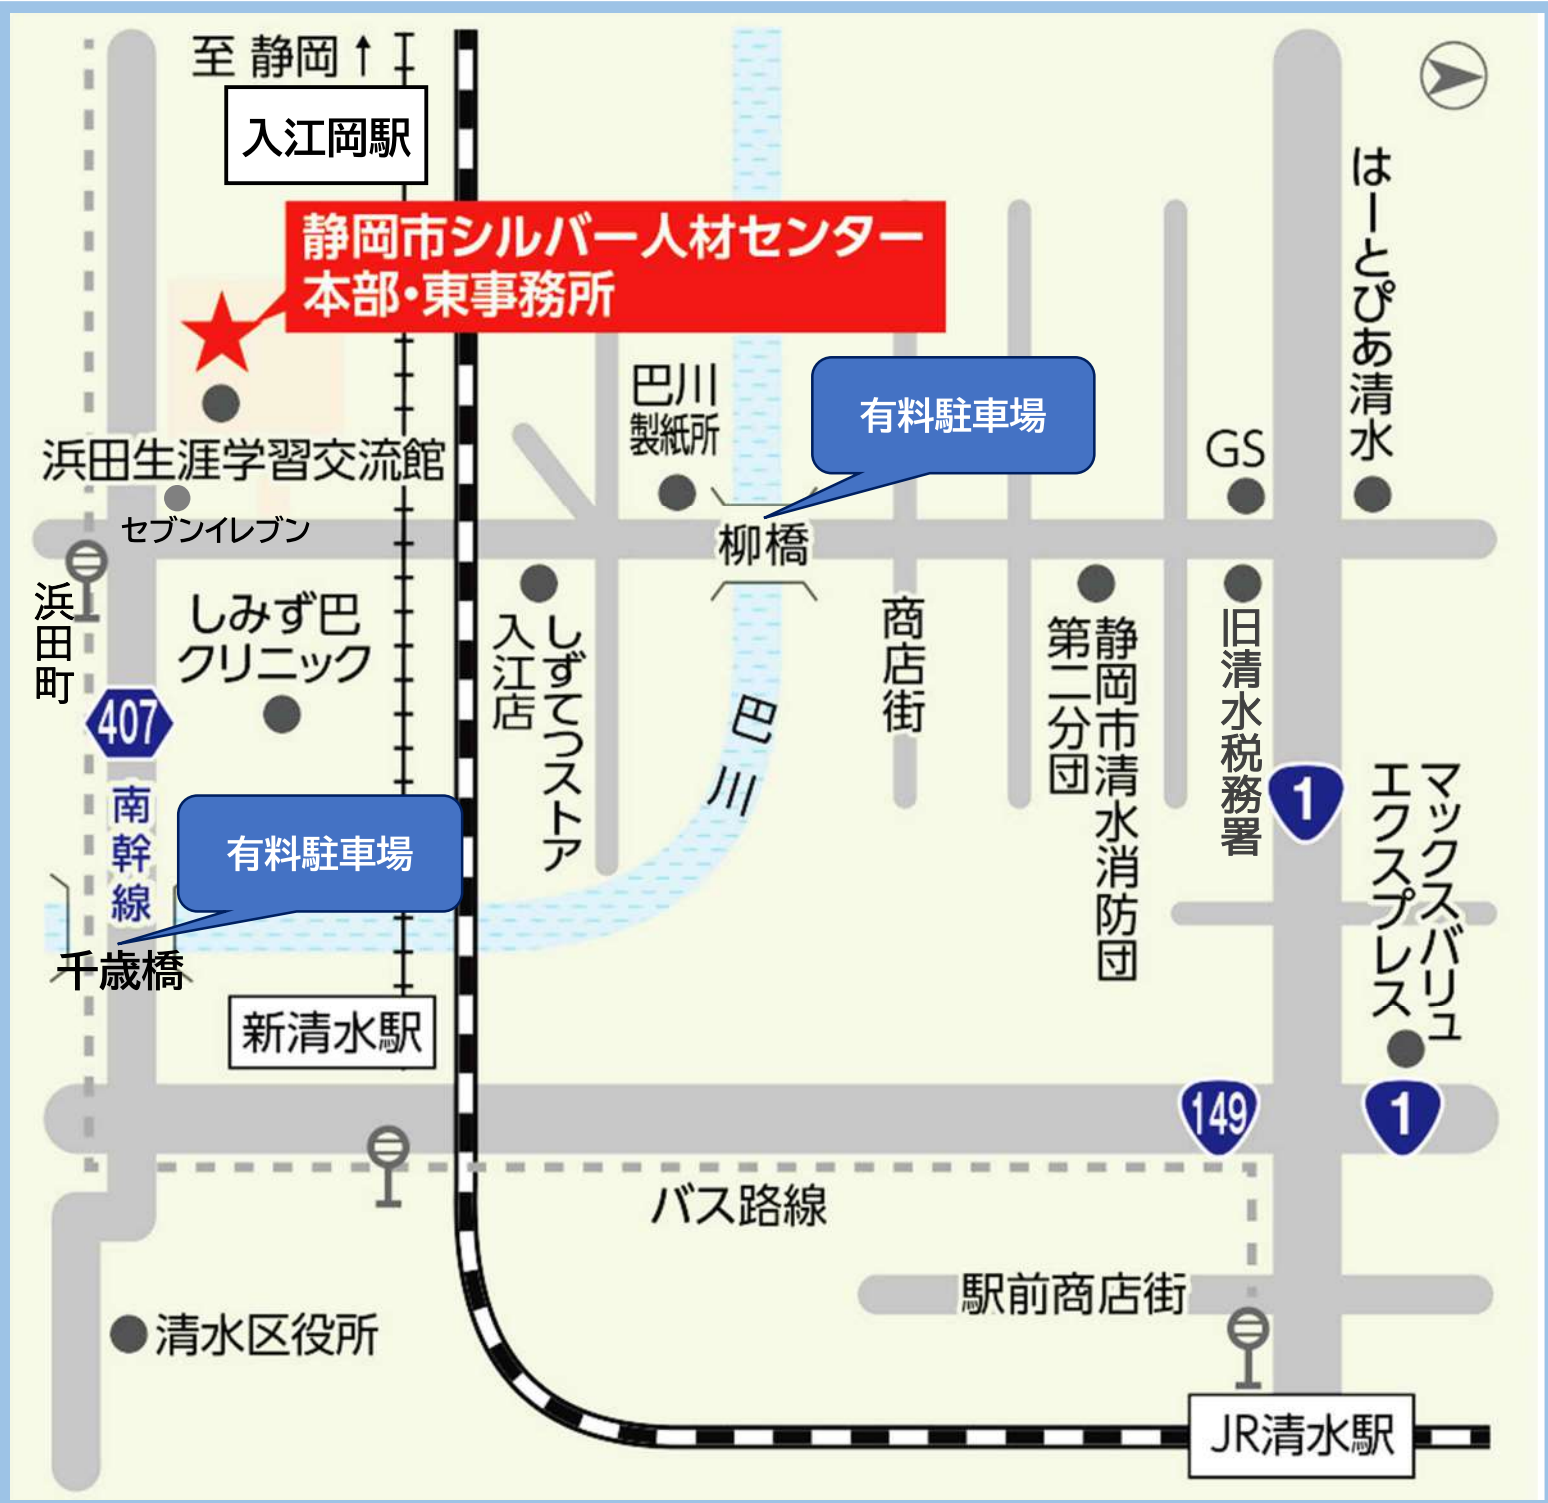 至 静岡↑
入江岡駅
静岡市シルバー人材センター
本部・東事務所
はーとぴあ清水
巴川
製紙所
有料駐車場
GS
浜田生涯学習交流館
セブンイレブン
柳橋
浜田町
しみず巴
クリニック
しずてつストア
入江店
商店街
静岡市清水消防団
第二分団
旧清水税務署
407
巴川
1
マックスバリュ
エクスプレス
南幹線
有料駐車場
千歳橋
新清水駅
149
1
バス路線
駅前商店街
清水区役所
JR清水駅